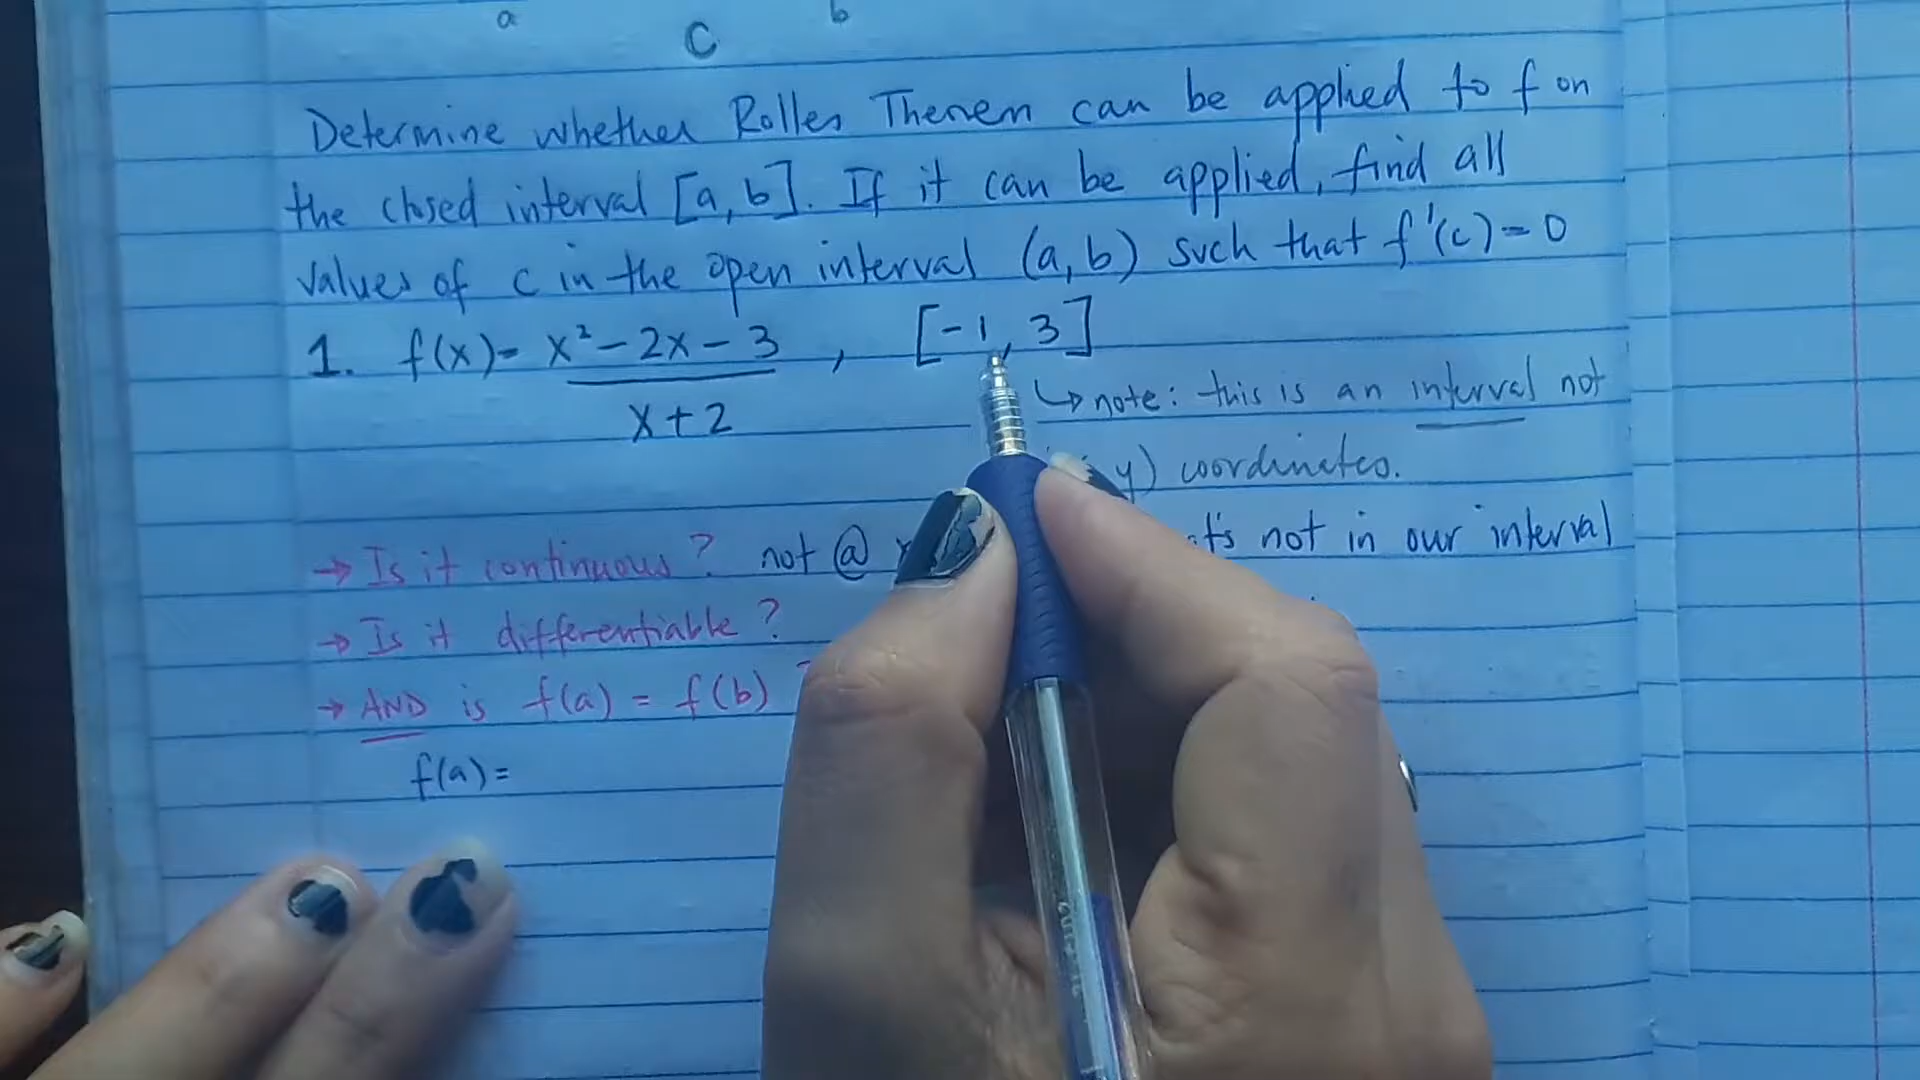 a b
C
Determine whether Rolles Theorem can be applied to f on
the closed interval [a, b]. If it can be applied, find all
values of c in the open interval (a, b) such that f'(c) = 0
1. f(x) = x² - 2x - 3 , [-1, 3]
x + 2
↳ note: this is an interval not
y) coordinates.
→ Is it continuous? not @ not in our interval
→ Is it differentiable?
→ AND is f(a) = f(b)
f(a) =